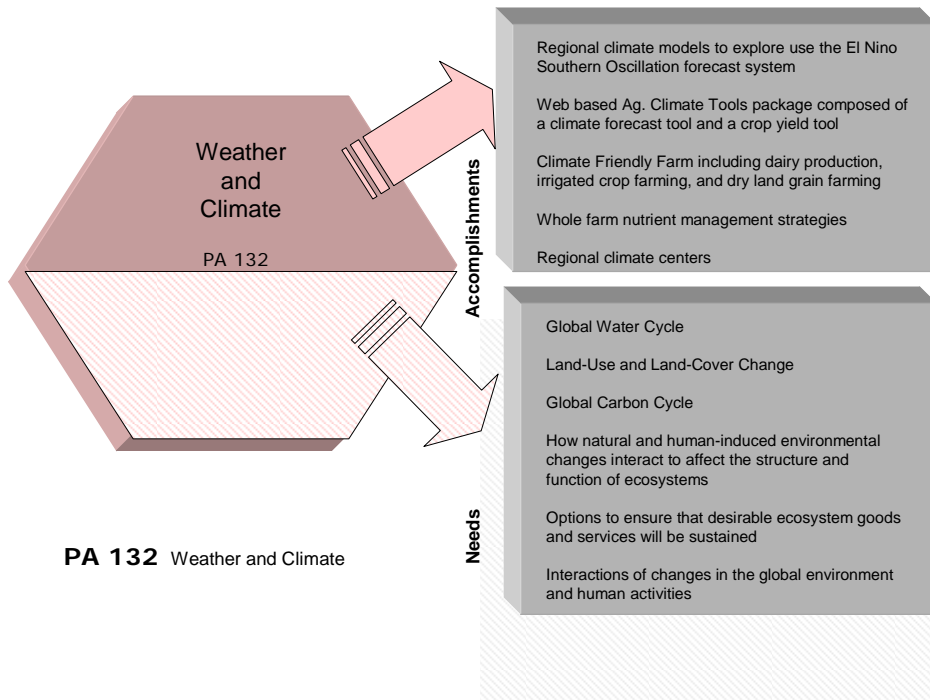 Weather
and
Climate
PA 132
Accomplishments
Regional climate models to explore use the El Nino
Southern Oscillation forecast system
Web based Ag. Climate Tools package composed of
a climate forecast tool and a crop yield tool
Climate Friendly Farm including dairy production,
irrigated crop farming, and dry land grain farming
Whole farm nutrient management strategies
Regional climate centers
Needs
Global Water Cycle
Land-Use and Land-Cover Change
Global Carbon Cycle
How natural and human-induced environmental
changes interact to affect the structure and
function of ecosystems
Options to ensure that desirable ecosystem goods
and services will be sustained
Interactions of changes in the global environment
and human activities
PA 132 Weather and Climate